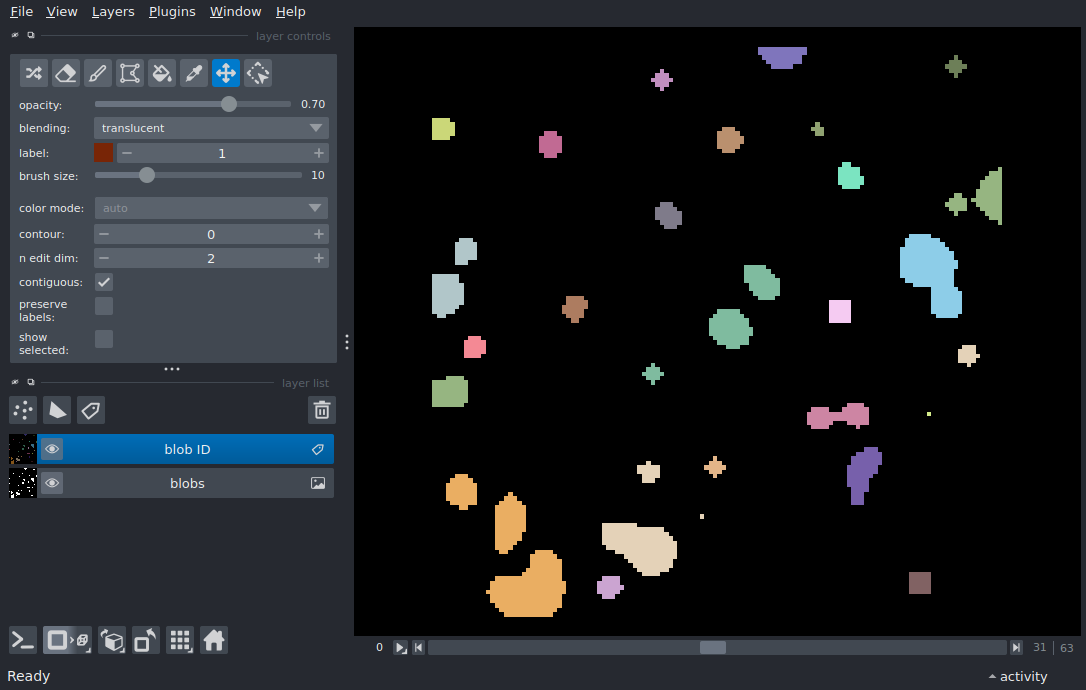 File View Layers Plugins Window Help
layer controls
opacity: 0.70
blending: translucent
label: 1
brush size: 10
color mode: auto
contour: 0
n edit dim: 2
contiguous:
preserve
labels:
show
selected:
layer list
blob ID
blobs
0 31 | 63
Ready activity